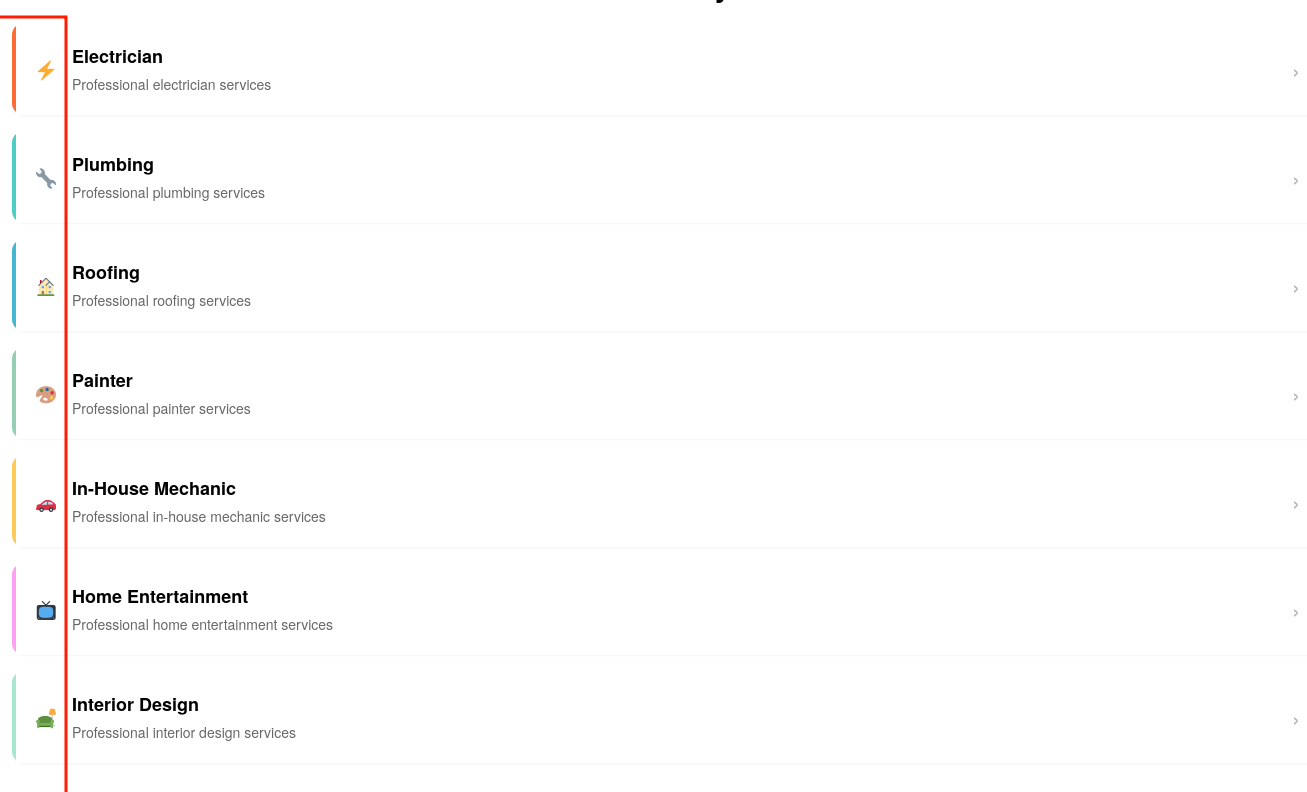 Electrician
Professional electrician services
›
Plumbing
Professional plumbing services
›
Roofing
Professional roofing services
›
Painter
Professional painter services
›
In-House Mechanic
Professional in-house mechanic services
›
Home Entertainment
Professional home entertainment services
›
Interior Design
Professional interior design services
›